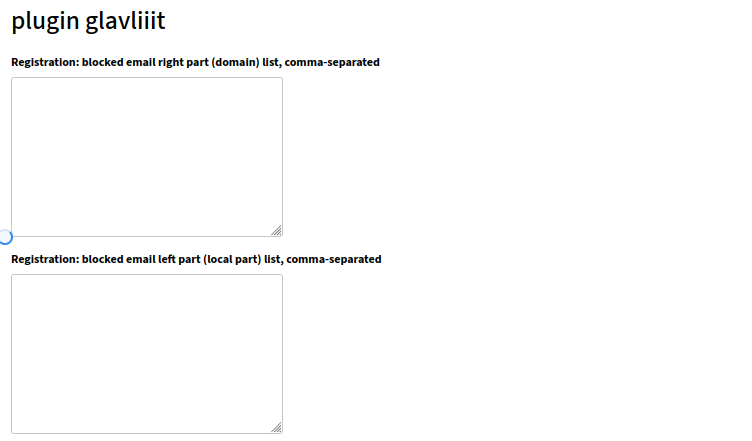 plugin glavliiit
Registration: blocked email right part (domain) list, comma-separated
Registration: blocked email left part (local part) list, comma-separated